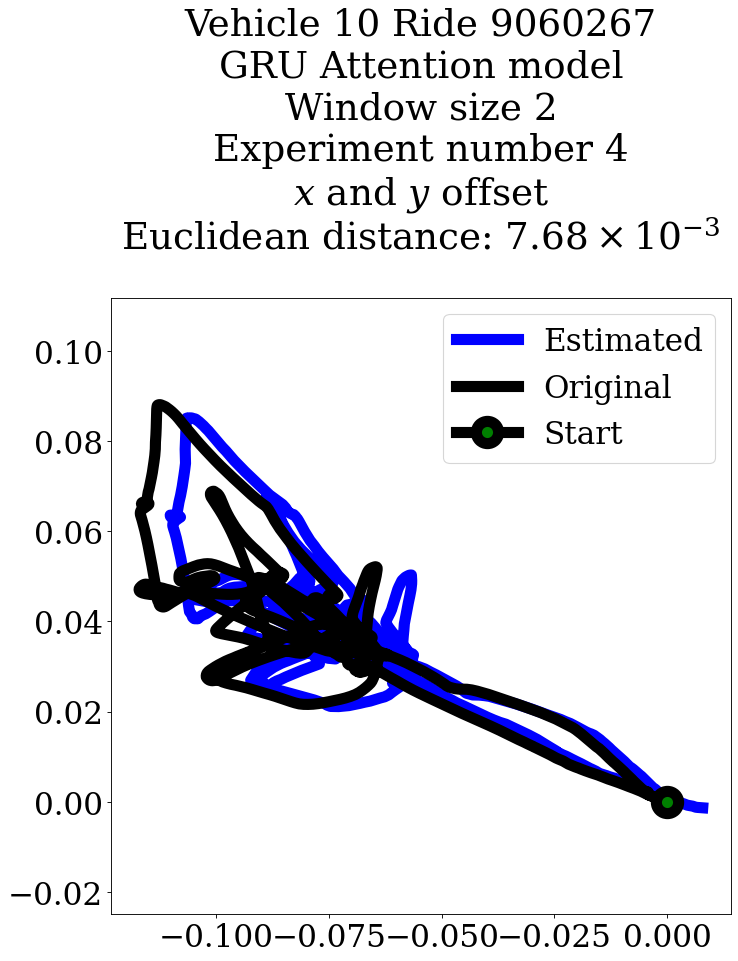 Vehicle 10 Ride 9060267
GRU Attention model
Window size 2
Experiment number 4
x and y offset
Euclidean distance: 7.68 × 10⁻³
Estimated
Original
Start
0.10
0.08
0.06
0.04
0.02
0.00
−0.02
−0.100 −0.075 −0.050 −0.025 0.000